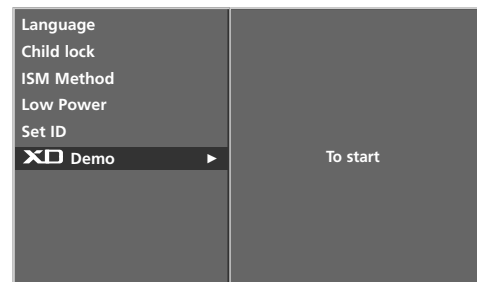 Language
Child lock
ISM Method
Low Power
Set ID
XD Demo ►
To start